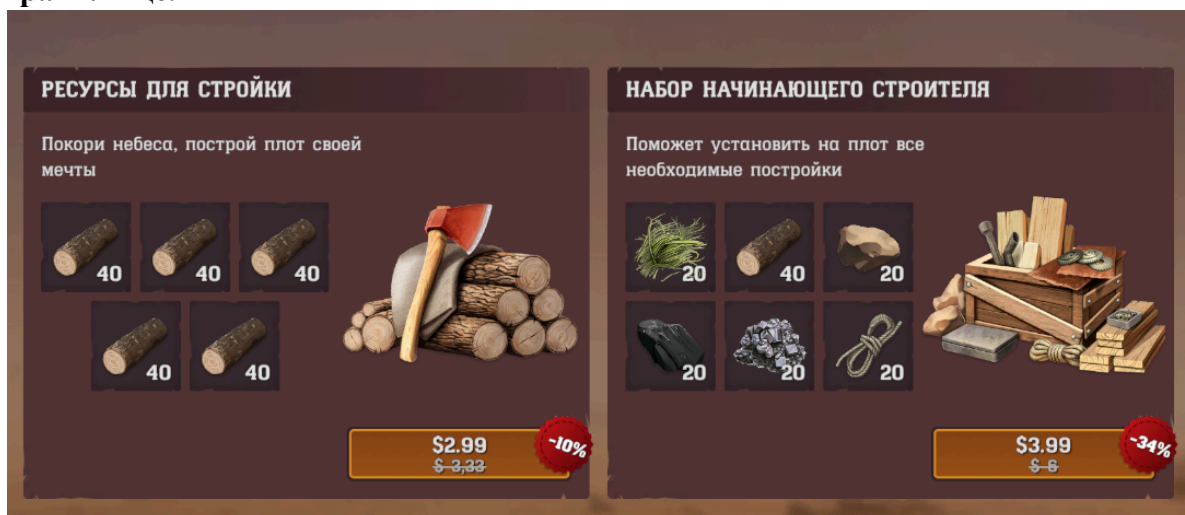 РЕСУРСЫ ДЛЯ СТРОЙКИ
Покори небеса, построй плот своей
мечты
40 40 40
40 40
$2.99
$ 3,33
-10%
НАБОР НАЧИНАЮЩЕГО СТРОИТЕЛЯ
Поможет установить на плот все
необходимые постройки
20 40 20
20 20 20
$3.99
$ 6
-34%